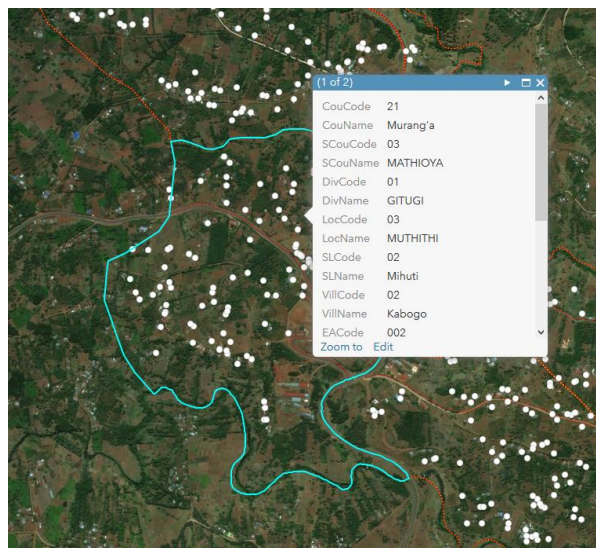 (1 of 2)
CouCode 21
CouName Murang'a
SCouCode 03
SCouName MATHIOYA
DivCode 01
DivName GITUGI
LocCode 03
LocName MUTHITHI
SLCode 02
SLName Mihuti
VillCode 02
VillName Kabogo
EACode 002
Zoom to Edit